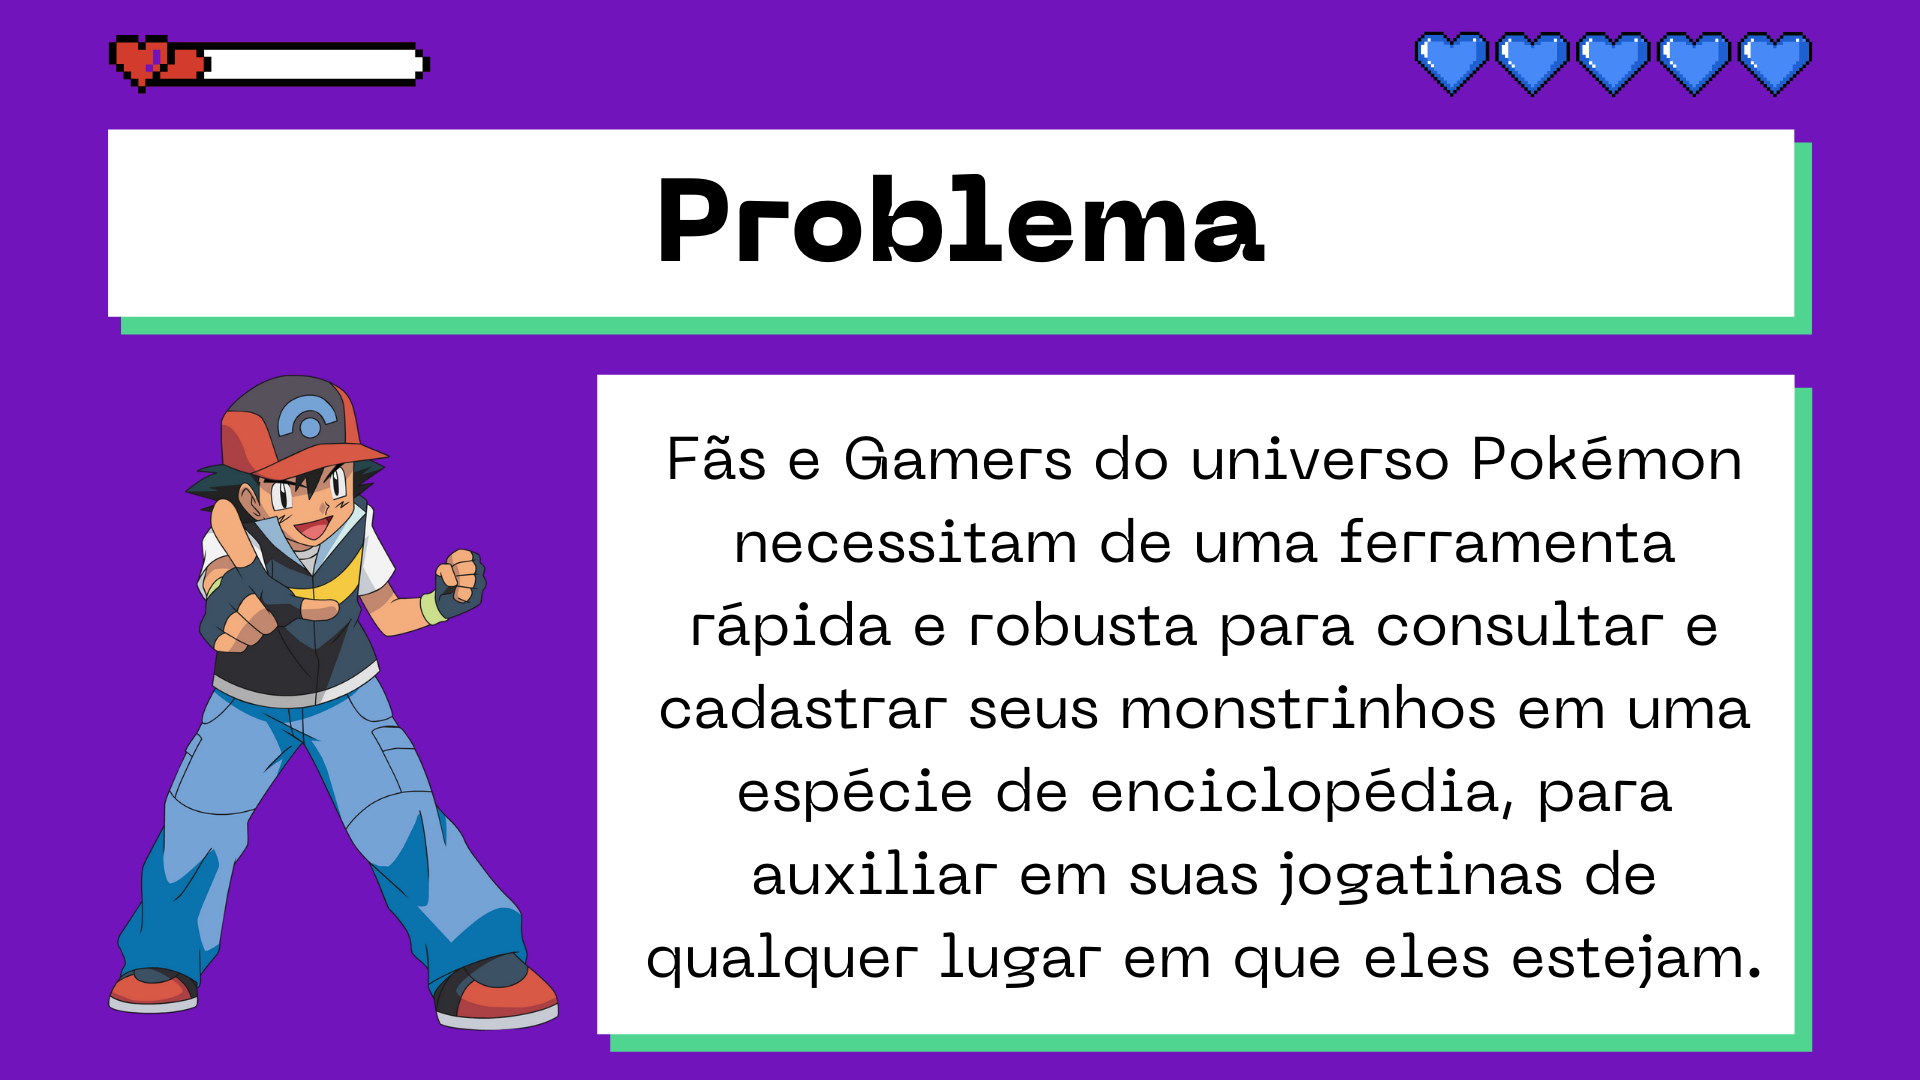 Problema
Fãs e Gamers do universo Pokémon
necessitam de uma ferramenta
rápida e robusta para consultar e
cadastrar seus monstrinhos em uma
espécie de enciclopédia, para
auxiliar em suas jogatinas de
qualquer lugar em que eles estejam.